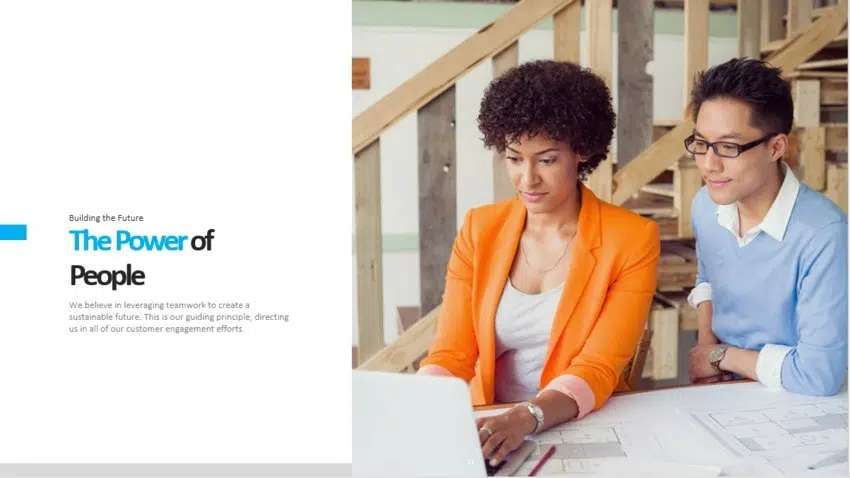 Building the Future
The Power of
People
We believe in leveraging teamwork to create a
sustainable future. This is our guiding principle, directing
us in all of our customer engagement efforts.